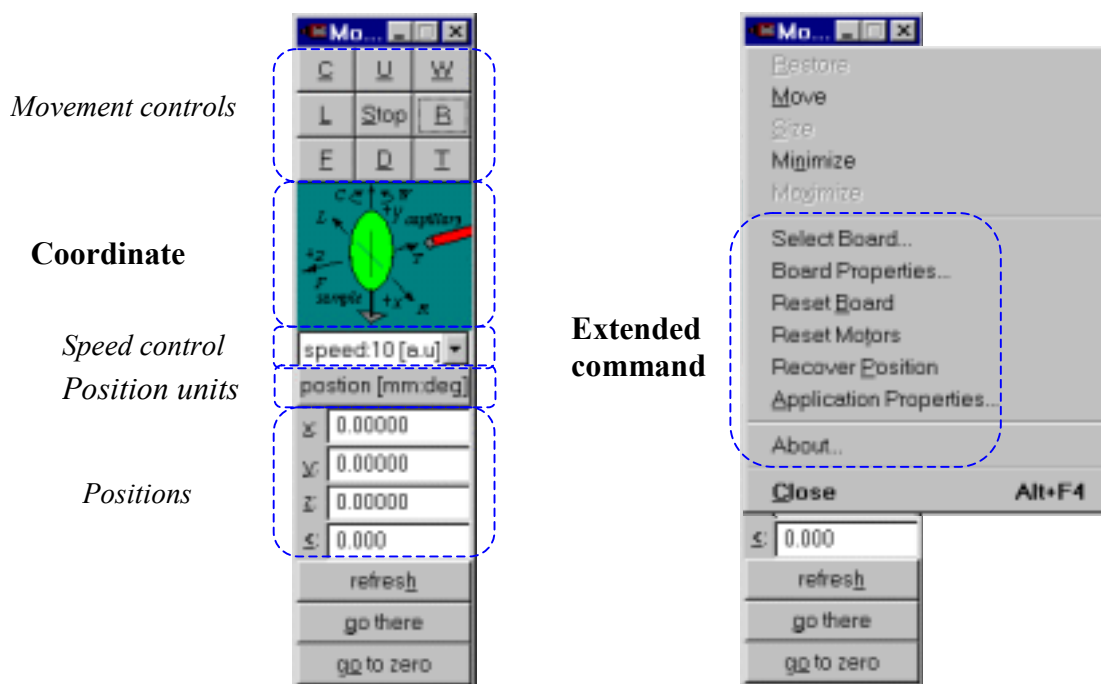 Mo...
C U W
Movement controls
L Stop R
F D T
C W
+y capillary
L
Coordinate
+z T
F
sample +x R
Speed control
speed:10 [a.u]
Position units
postion [mm:deg]
x: 0.00000
y: 0.00000
Positions
z: 0.00000
s: 0.000
refresh
go there
go to zero
Mo...
Restore
Move
Size
Minimize
Maximize
Select Board...
Board Properties...
Extended
command
Reset Board
Reset Motors
Recover Position
Application Properties...
About..
Close Alt+F4
s: 0.000
refresh
go there
go to zero